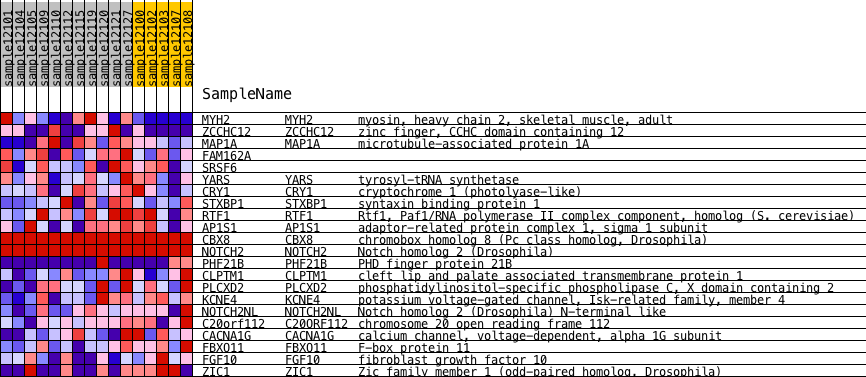 sample12101
sample12104
sample12105
sample12109
sample12110
sample12112
sample12115
sample12119
sample12120
sample12121
sample12127
sample12100
sample12102
sample12103
sample12107
sample12108
SampleName
MYH2 MYH2 myosin, heavy chain 2, skeletal muscle, adult
ZCCHC12 ZCCHC12 zinc finger, CCHC domain containing 12
MAP1A MAP1A microtubule-associated protein 1A
FAM162A
SRSF6
YARS YARS tyrosyl-tRNA synthetase
CRY1 CRY1 cryptochrome 1 (photolyase-like)
STXBP1 STXBP1 syntaxin binding protein 1
RTF1 RTF1 Rtf1, Paf1/RNA polymerase II complex component, homolog (S. cerevisiae)
AP1S1 AP1S1 adaptor-related protein complex 1, sigma 1 subunit
CBX8 CBX8 chromobox homolog 8 (Pc class homolog, Drosophila)
NOTCH2 NOTCH2 Notch homolog 2 (Drosophila)
PHF21B PHF21B PHD finger protein 21B
CLPTM1 CLPTM1 cleft lip and palate associated transmembrane protein 1
PLCXD2 PLCXD2 phosphatidylinositol-specific phospholipase C, X domain containing 2
KCNE4 KCNE4 potassium voltage-gated channel, Isk-related family, member 4
NOTCH2NL NOTCH2NL Notch homolog 2 (Drosophila) N-terminal like
C20orf112 C20ORF112 chromosome 20 open reading frame 112
CACNA1G CACNA1G calcium channel, voltage-dependent, alpha 1G subunit
FBXO11 FBXO11 F-box protein 11
FGF10 FGF10 fibroblast growth factor 10
ZIC1 ZIC1 Zic family member 1 (odd-paired homolog, Drosophila)